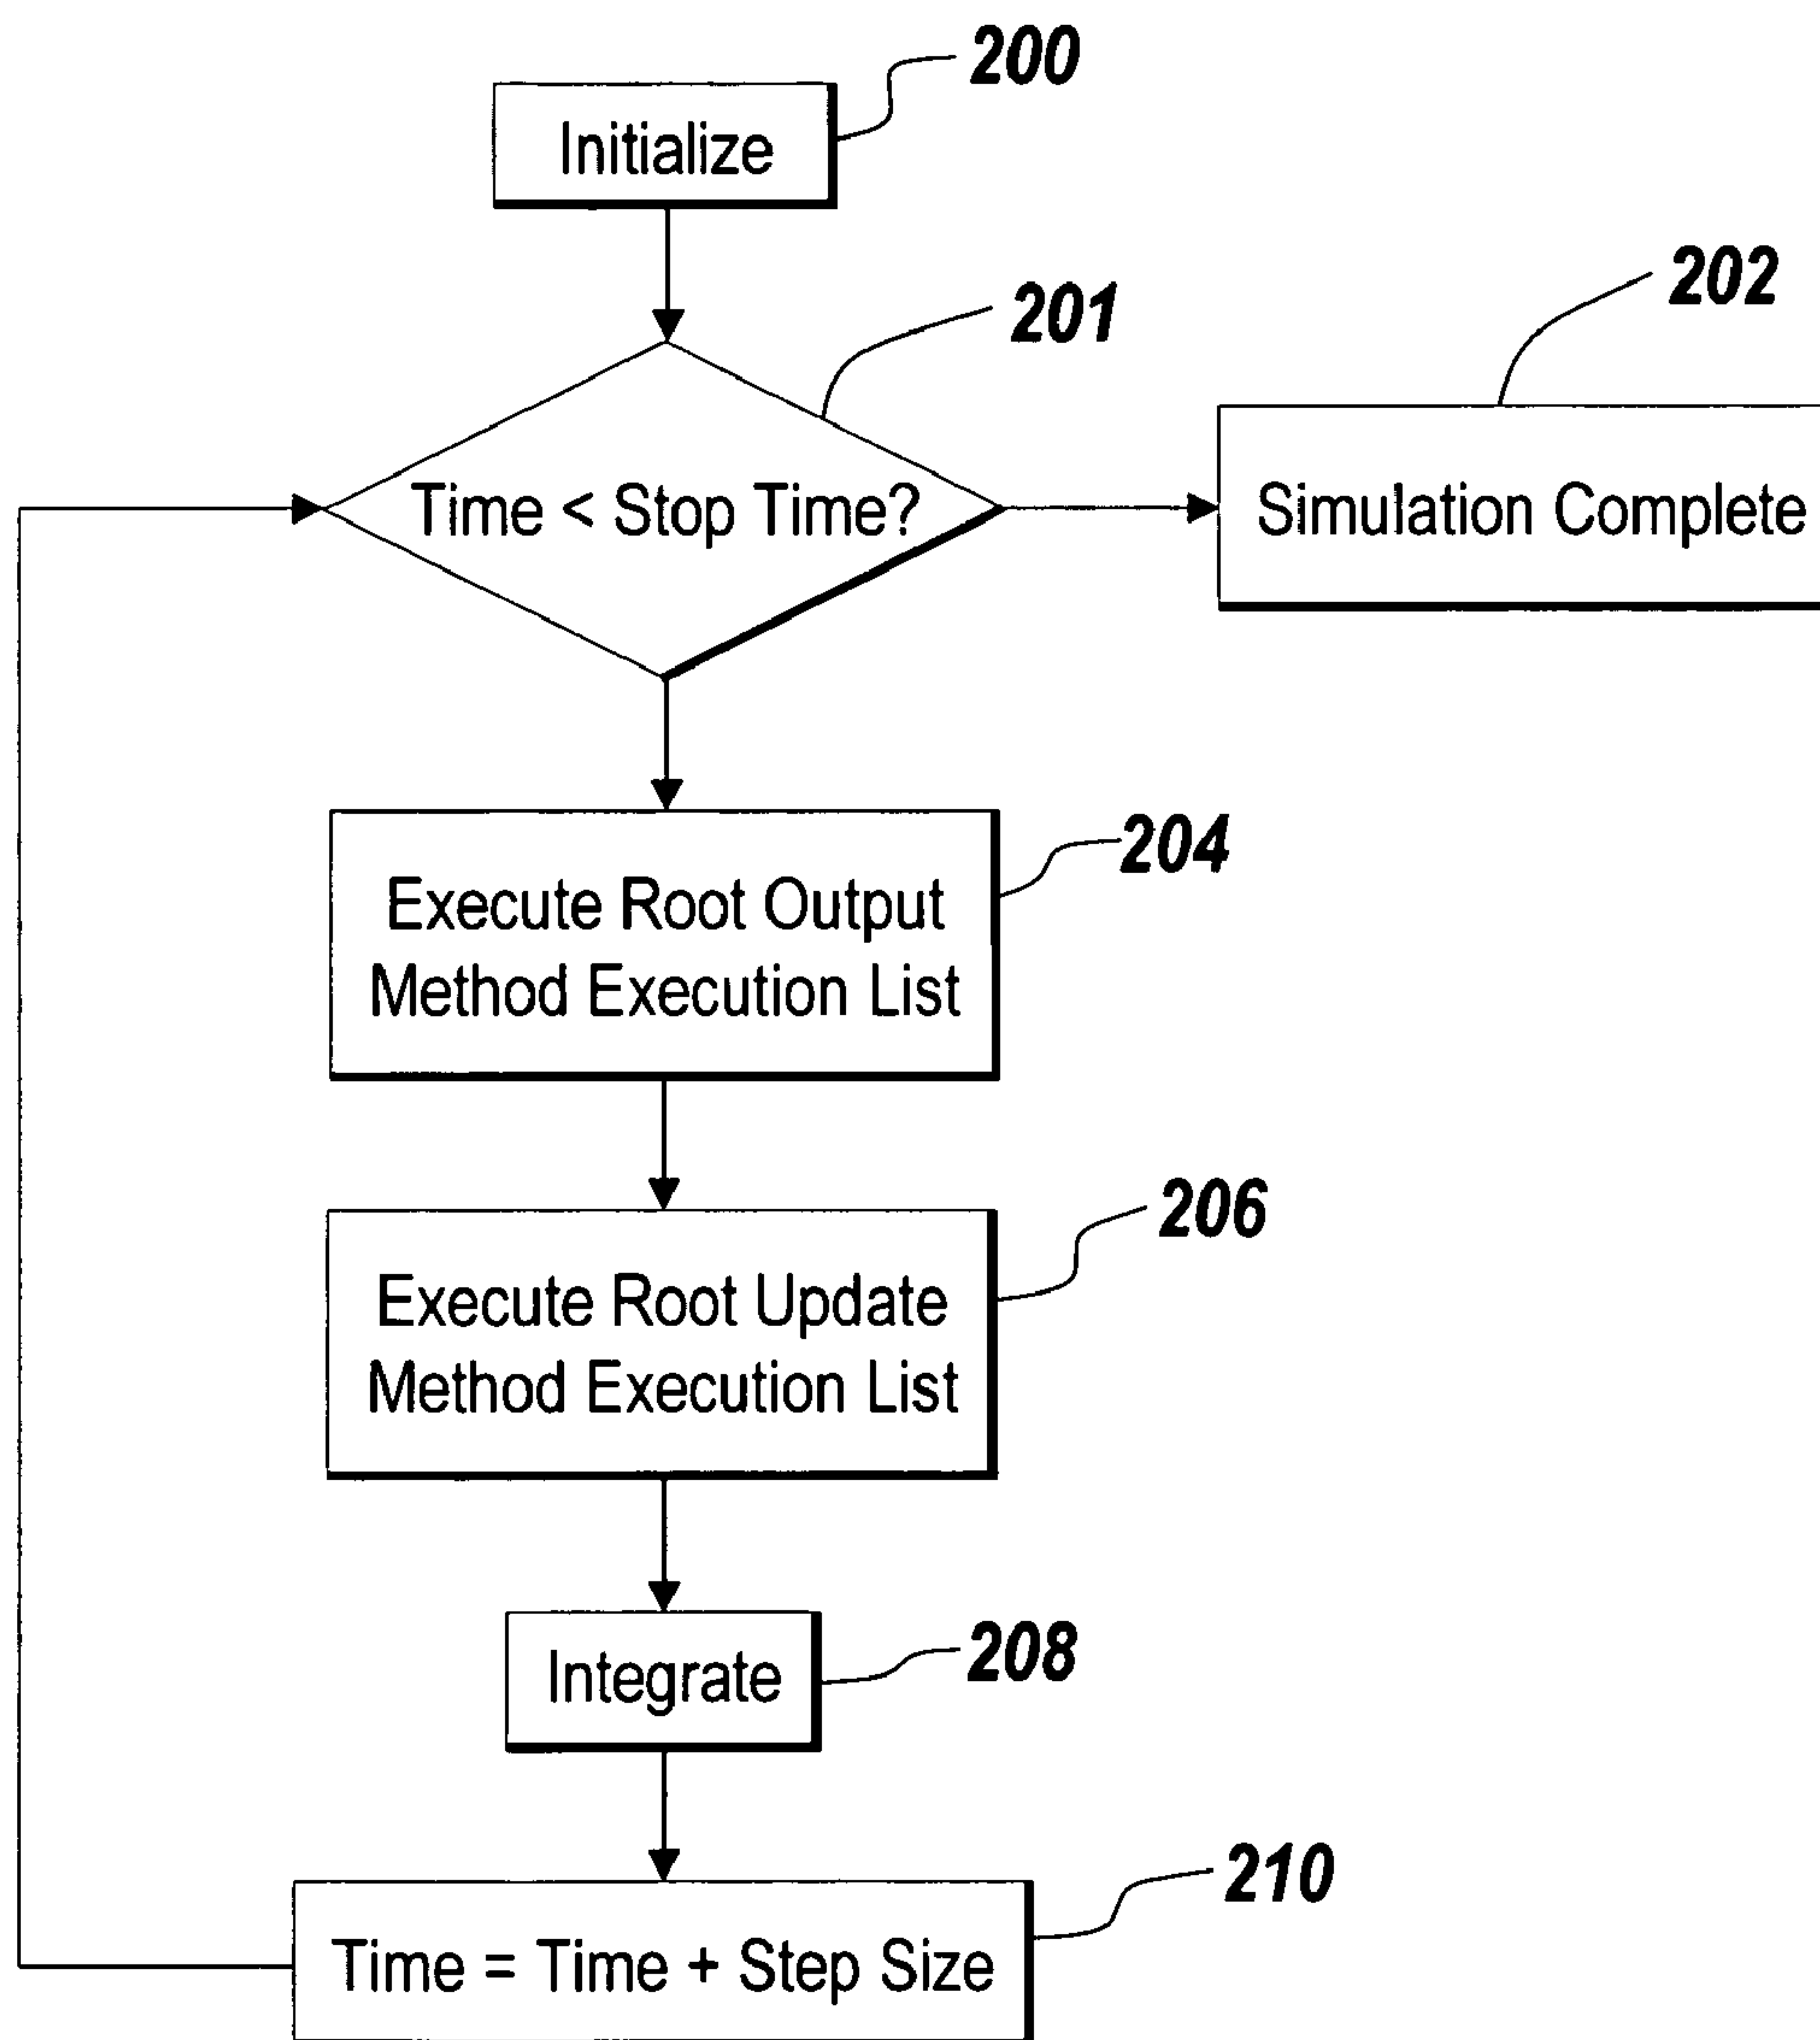 200
Initialize
201
202
Time < Stop Time?
Simulation Complete
204
Execute Root Output
Method Execution List
206
Execute Root Update
Method Execution List
208
Integrate
210
Time = Time + Step Size